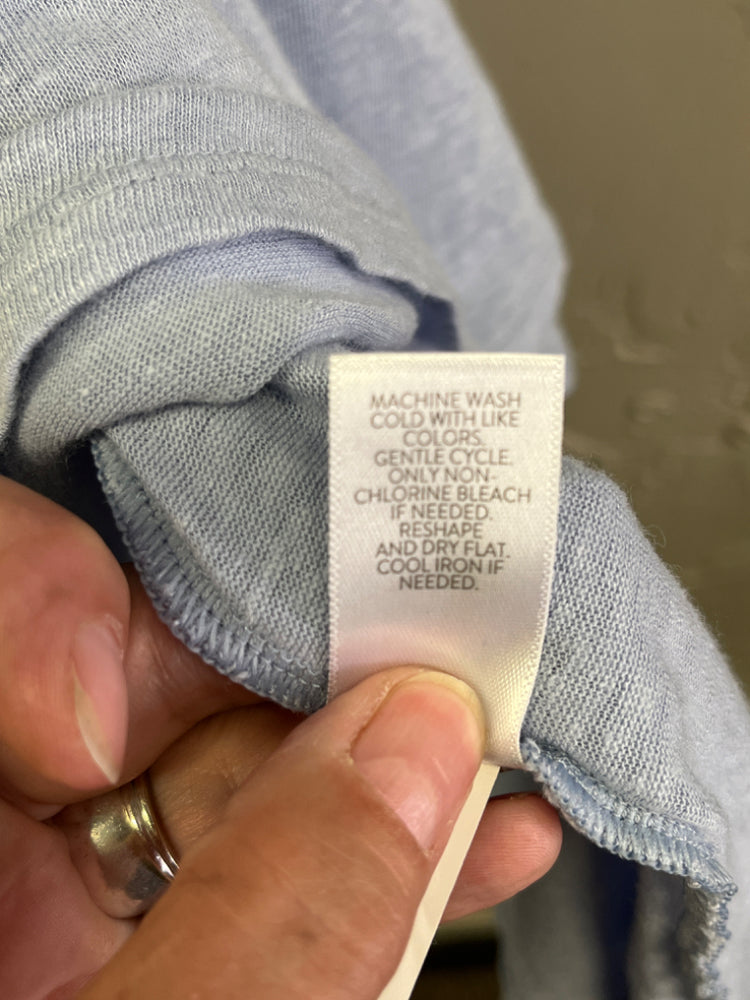 MACHINE WASH
COLD WITH LIKE
COLORS.
GENTLE CYCLE.
ONLY NON-
CHLORINE BLEACH
IF NEEDED.
RESHAPE
AND DRY FLAT.
COOL IRON IF
NEEDED.